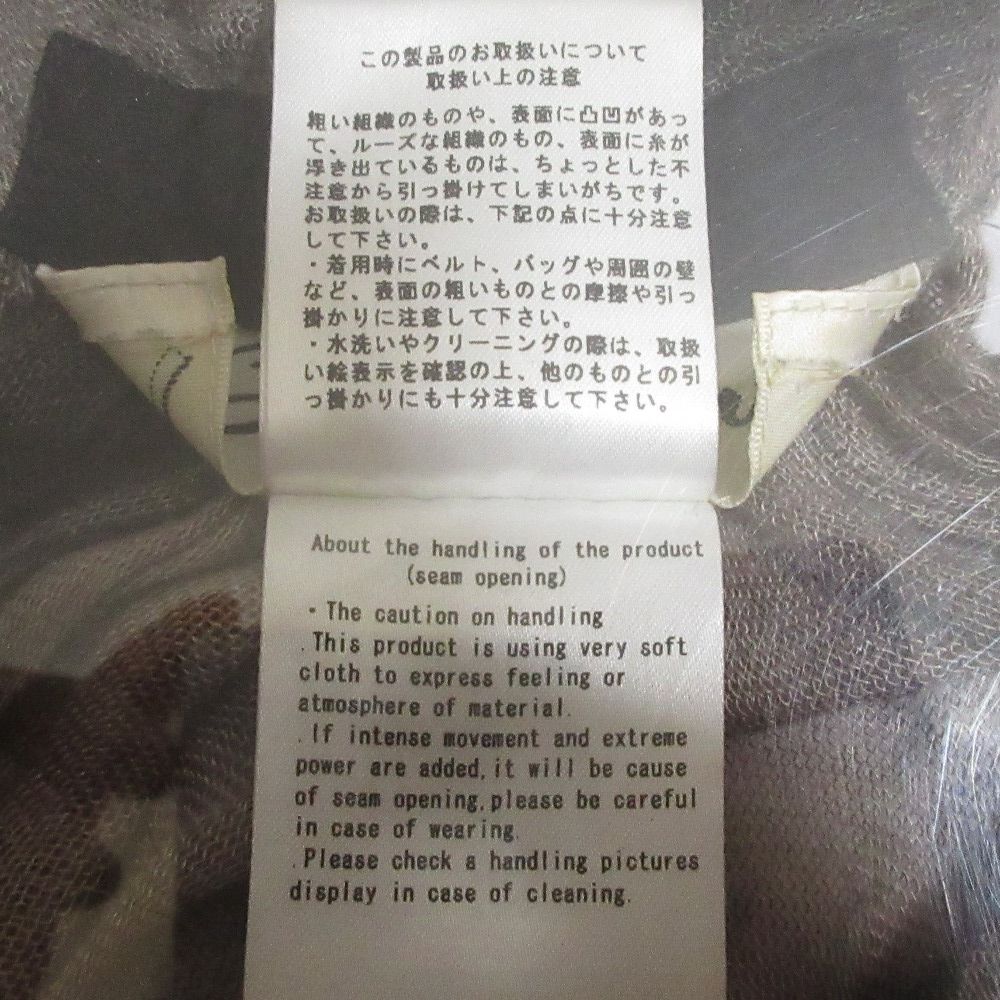 この製品のお取扱いについて
取扱い上の注意
粗い組織のものや、表面に凸凹があっ
て、ルーズな組織のもの、表面に糸が
浮き出ているものは、ちょっとした不
注意から引っ掛けてしまいがちです。
お取扱いの際は、下記の点に十分注意
して下さい。
・着用時にベルト、バッグや周囲の壁
など、表面の粗いものとの摩擦や引っ
掛かりに注意して下さい。
・水洗いやクリーニングの際は、取扱
い絵表示を確認の上、他のものとの引
っ掛かりにも十分注意して下さい。
About the handling of the product
(seam opening)
・The caution on handling
.This product is using very soft
cloth to express feeling or
atmosphere of material.
.If intense movement and extreme
power are added,it will be cause
of seam opening,please be careful
in case of wearing.
.Please check a handling pictures
display in case of cleaning.